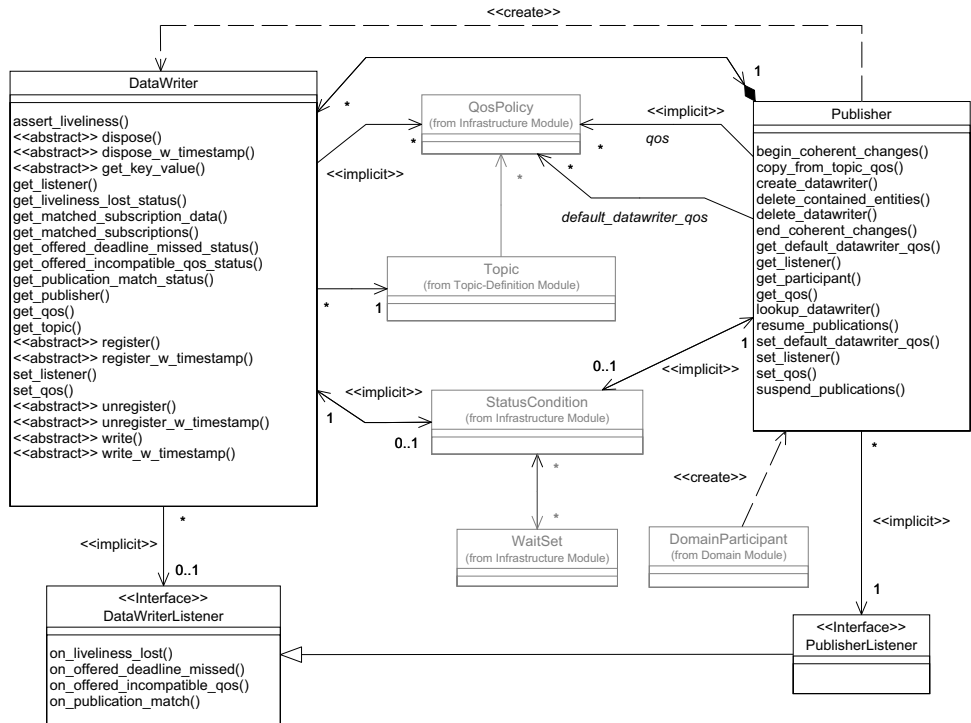 <<create>>
DataWriter
assert_liveliness()
<<abstract>> dispose()
<<abstract>> dispose_w_timestamp()
<<abstract>> get_key_value()
get_listener()
get_liveliness_lost_status()
get_matched_subscription_data()
get_matched_subscriptions()
get_offered_deadline_missed_status()
get_offered_incompatible_qos_status()
get_publication_match_status()
get_publisher()
get_qos()
get_topic()
<<abstract>> register()
<<abstract>> register_w_timestamp()
set_listener()
set_qos()
<<abstract>> unregister()
<<abstract>> unregister_w_timestamp()
<<abstract>> write()
<<abstract>> write_w_timestamp()
*
1
QosPolicy
(from Infrastructure Module)
*
<<implicit>>
<<implicit>>
qos
*
*
*
default_datawriter_qos
Topic
(from Topic-Definition Module)
*
1
Publisher
begin_coherent_changes()
copy_from_topic_qos()
create_datawriter()
delete_contained_entities()
delete_datawriter()
end_coherent_changes()
get_default_datawriter_qos()
get_listener()
get_participant()
get_qos()
lookup_datawriter()
resume_publications()
set_default_datawriter_qos()
set_listener()
set_qos()
suspend_publications()
1
0..1
<<implicit>>
<<implicit>>
1
0..1
StatusCondition
(from Infrastructure Module)
*
*
WaitSet
(from Infrastructure Module)
<<create>>
DomainParticipant
(from Domain Module)
*
<<implicit>>
1
*
<<implicit>>
0..1
<<Interface>>
DataWriterListener
on_liveliness_lost()
on_offered_deadline_missed()
on_offered_incompatible_qos()
on_publication_match()
<<Interface>>
PublisherListener